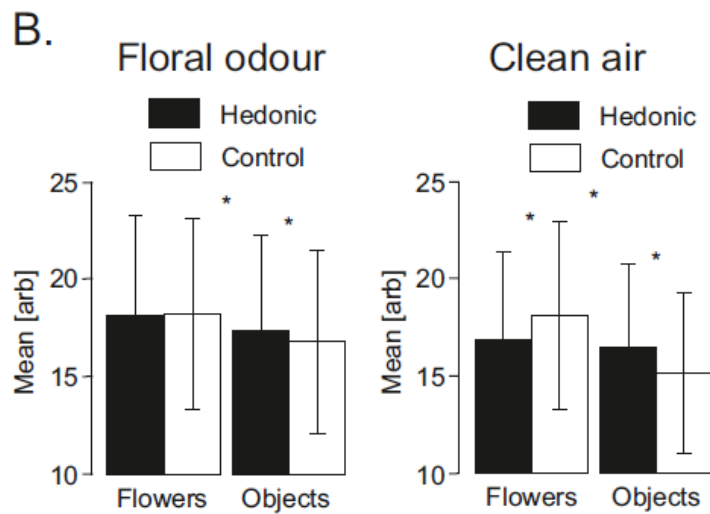 B.
Floral odour
Hedonic
Control
25
20
15
10
Mean [arb]
*
*
Flowers
Objects
Clean air
Hedonic
Control
25
20
15
10
Mean [arb]
*
*
*
Flowers
Objects